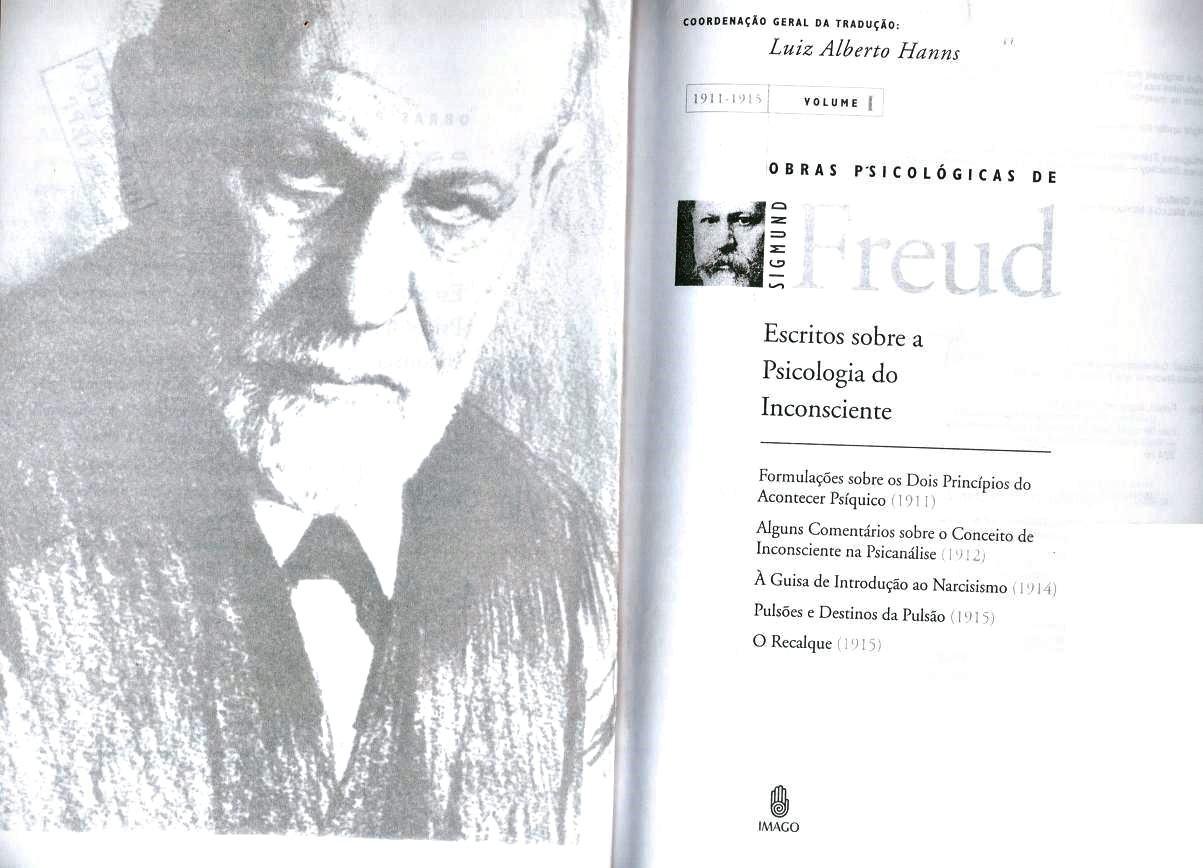 COORDENAÇÃO GERAL DA TRADUÇÃO:
Luiz Alberto Hanns
1911-1915 VOLUME I
OBRAS PSICOLÓGICAS DE
SIGMUND Freud
Escritos sobre a
Psicologia do
Inconsciente
Formulações sobre os Dois Princípios do
Acontecer Psíquico (1911)
Alguns Comentários sobre o Conceito de
Inconsciente na Psicanálise (1912)
À Guisa de Introdução ao Narcisismo (1914)
Pulsões e Destinos da Pulsão (1915)
O Recalque (1915)
IMAGO